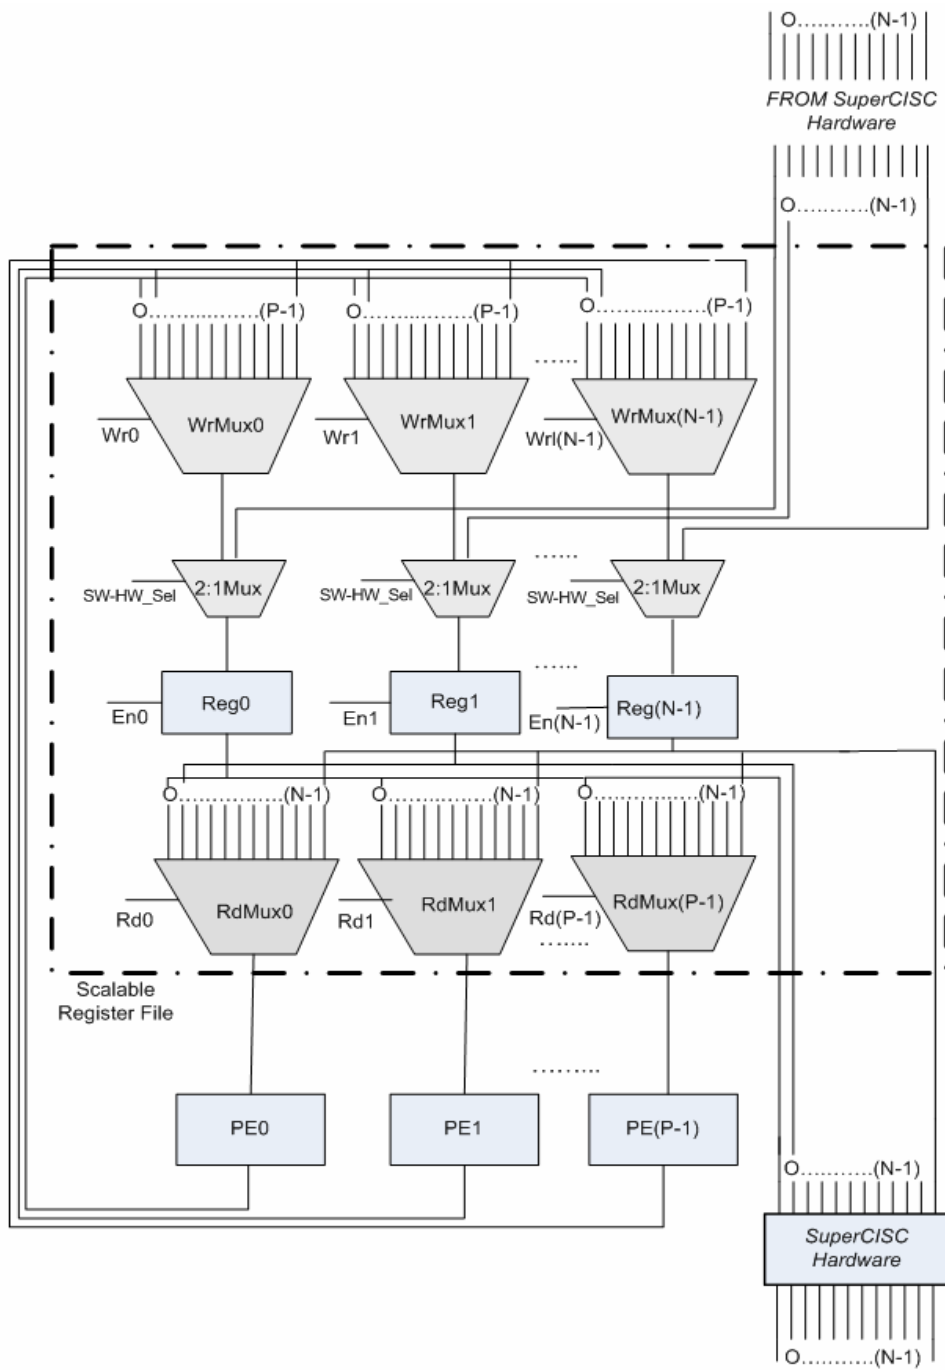 O...........(N-1)
FROM SuperCISC
Hardware
O...........(N-1)
O..................(P-1)
O..................(P-1)
O..................(P-1)
......
WrMux0
WrMux1
WrMux(N-1)
Wr0
Wr1
Wrl(N-1)
......
2:1Mux
2:1Mux
2:1Mux
SW-HW_Sel
SW-HW_Sel
SW-HW_Sel
......
Reg0
Reg1
Reg(N-1)
En0
En1
En(N-1)
O..................(N-1)
O..................(N-1)
O..................(N-1)
RdMux0
RdMux1
RdMux(P-1)
Rd0
Rd1
Rd(P-1)
.......
Scalable
Register File
.........
PE0
PE1
PE(P-1)
O...........(N-1)
SuperCISC
Hardware
O............(N-1)